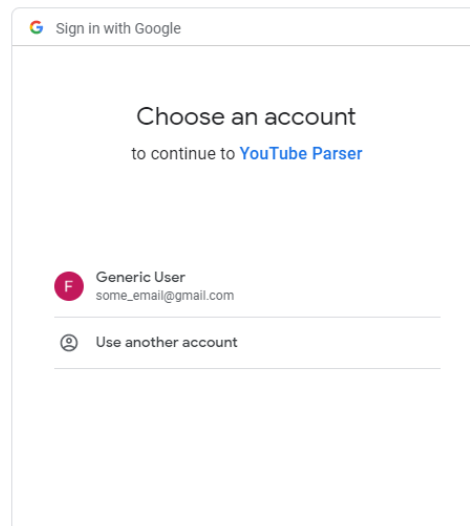 Sign in with Google
Choose an account
to continue to YouTube Parser
F
Generic User
some_email@gmail.com
Use another account